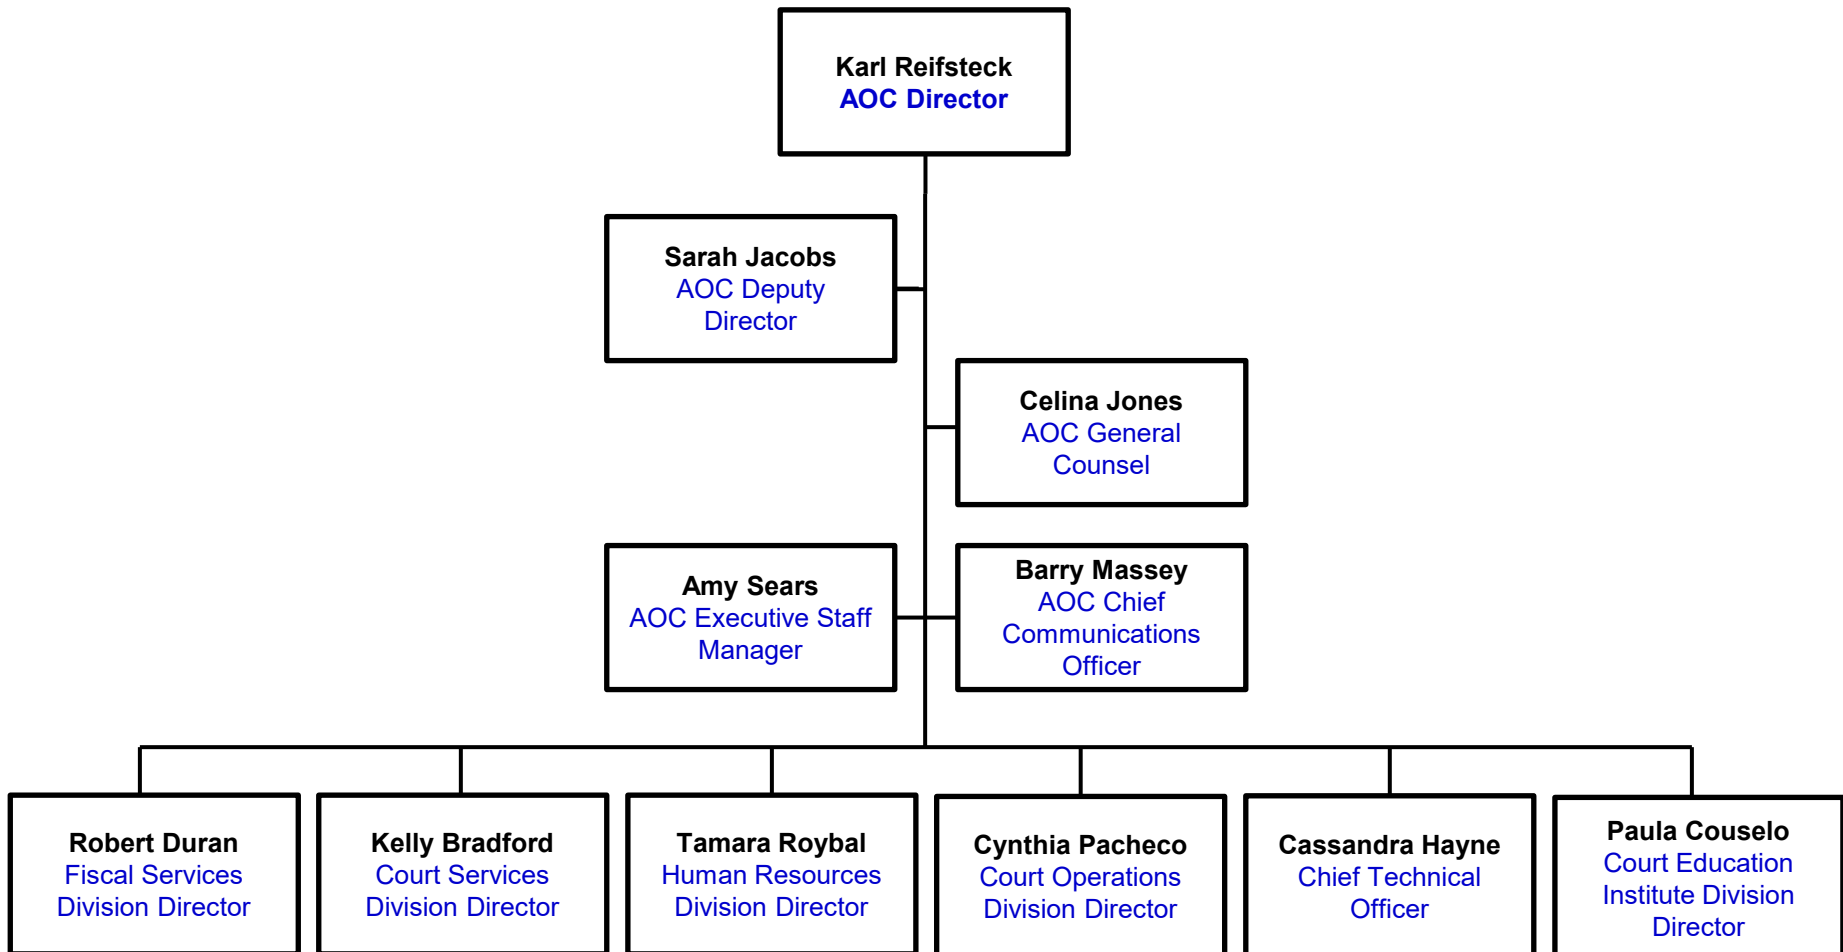 Karl Reifsteck
AOC Director
Sarah Jacobs
AOC Deputy
Director
Celina Jones
AOC General
Counsel
Amy Sears
AOC Executive Staff
Manager
Barry Massey
AOC Chief
Communications
Officer
Robert Duran
Fiscal Services
Division Director
Kelly Bradford
Court Services
Division Director
Tamara Roybal
Human Resources
Division Director
Cynthia Pacheco
Court Operations
Division Director
Cassandra Hayne
Chief Technical
Officer
Paula Couselo
Court Education
Institute Division
Director